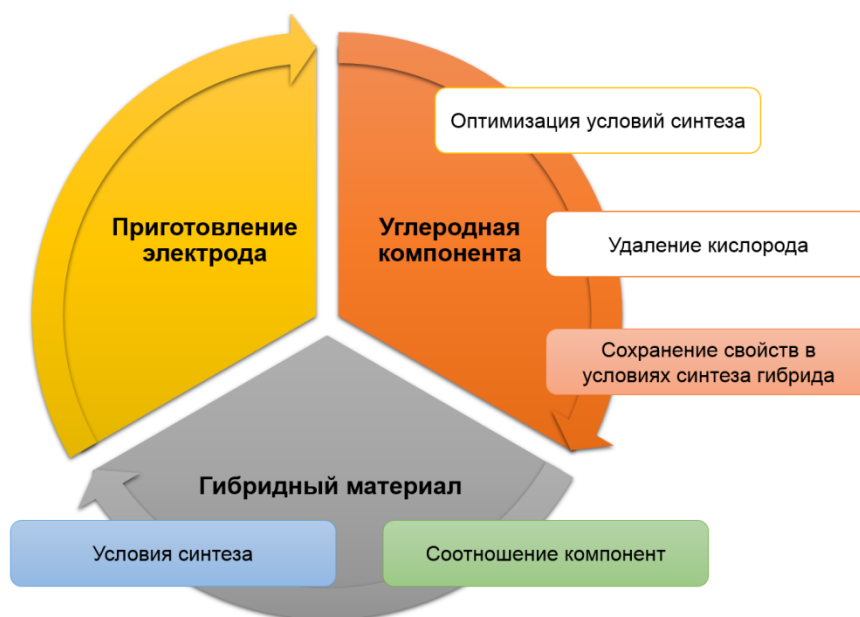 Оптимизация условий синтеза
Приготовление
электрода
Углеродная
компонента
Удаление кислорода
Сохранение свойств в
условиях синтеза гибрида
Гибридный материал
Условия синтеза
Соотношение компонент